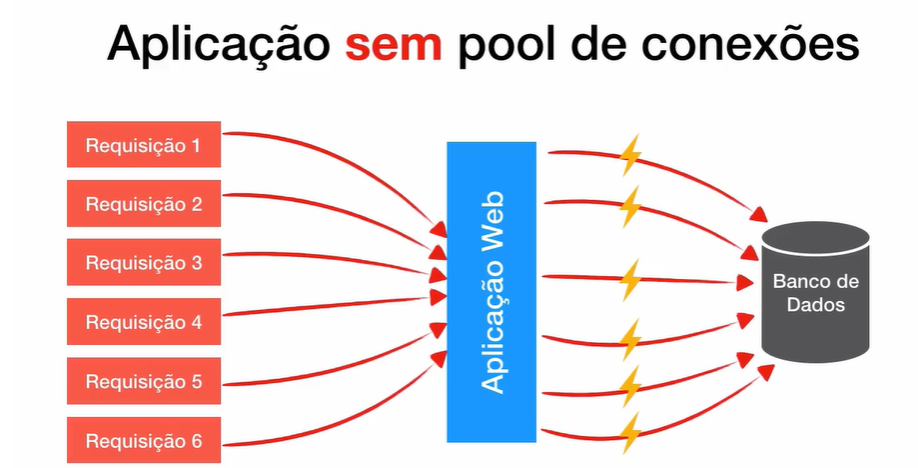 Aplicação sem pool de conexões
Requisição 1
Requisição 2
Requisição 3
Requisição 4
Requisição 5
Requisição 6
Aplicação Web
Banco de
Dados